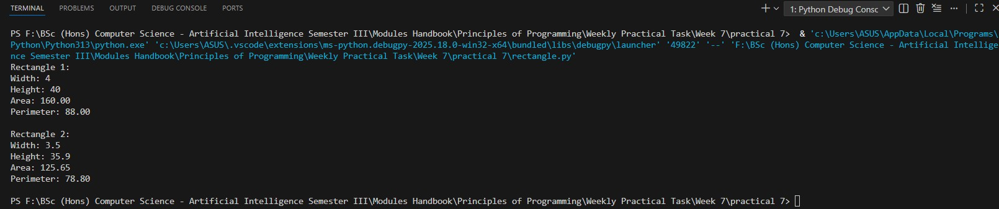 TERMINAL PROBLEMS OUTPUT DEBUG CONSOLE PORTS 1: Python Debug Consc
PS F:\BSc (Hons) Computer Science - Artificial Intelligence Semester III\Modules Handbook\Principles of Programming\Weekly Practical Task\Week 7\practical 7>  & 'c:\Users\ASUS\AppData\Local\Programs\
Python\Python313\python.exe' 'c:\Users\ASUS\.vscode\extensions\ms-python.debugpy-2025.18.0-win32-x64\bundled\libs\debugpy\launcher' '49822' '--' 'F:\BSc (Hons) Computer Science - Artificial Intellige
nce Semester III\Modules Handbook\Principles of Programming\Weekly Practical Task\Week 7\practical 7\rectangle.py'
Rectangle 1:
Width: 4
Height: 40
Area: 160.00
Perimeter: 88.00
Rectangle 2:
Width: 3.5
Height: 35.9
Area: 125.65
Perimeter: 78.80
PS F:\BSc (Hons) Computer Science - Artificial Intelligence Semester III\Modules Handbook\Principles of Programming\Weekly Practical Task\Week 7\practical 7>